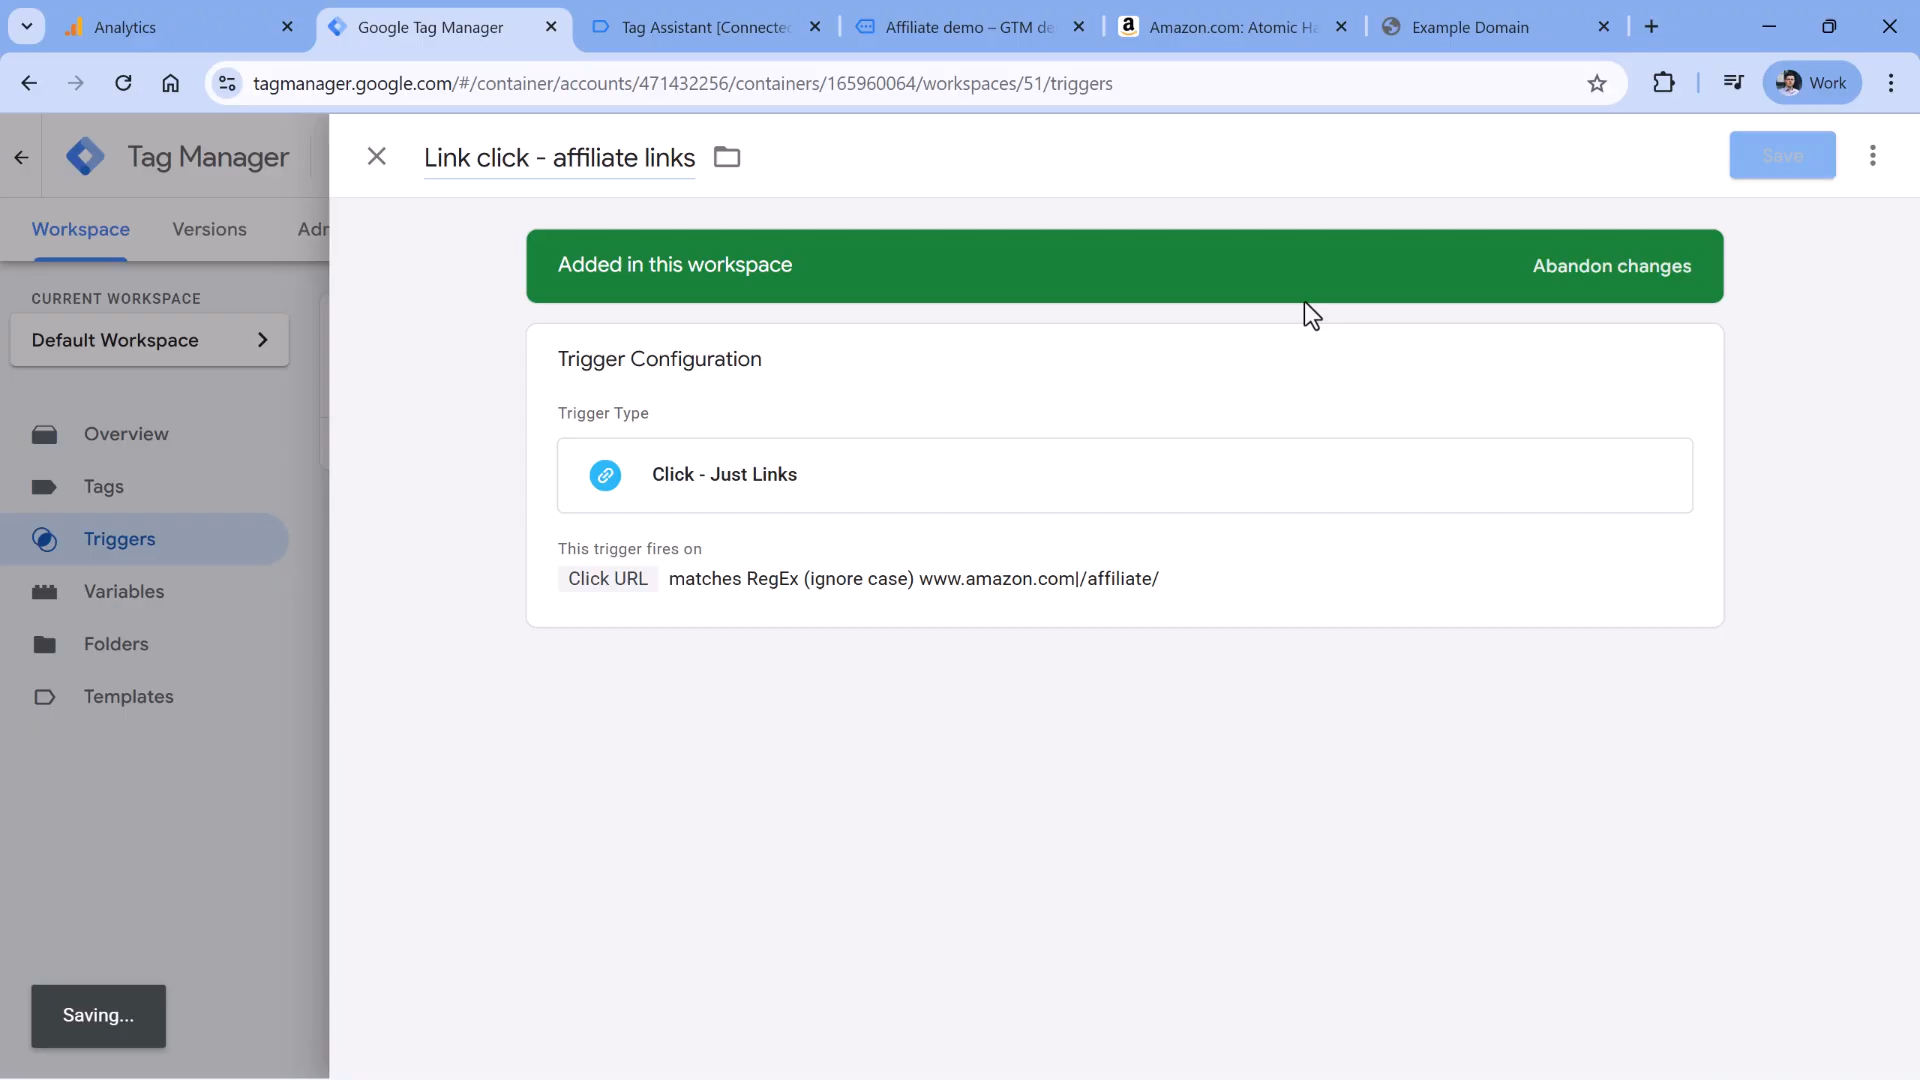 Analytics
Google Tag Manager
Tag Assistant [Connected
Affiliate demo – GTM de
Amazon.com: Atomic Ha
Example Domain
tagmanager.google.com/#/container/accounts/471432256/containers/165960064/workspaces/51/triggers
Work
Tag Manager
Link click - affiliate links
Save
Workspace
Versions
Adr
Added in this workspace
Abandon changes
CURRENT WORKSPACE
Default Workspace
Trigger Configuration
Trigger Type
Click - Just Links
This trigger fires on
Click URL matches RegEx (ignore case) www.amazon.com|/affiliate/
Overview
Tags
Triggers
Variables
Folders
Templates
Saving...